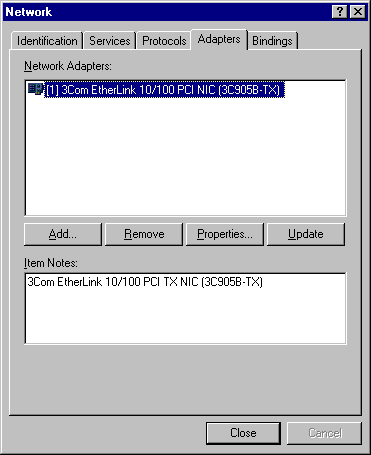 Network
Identification Services Protocols Adapters Bindings
Network Adapters:
[1] 3Com EtherLink 10/100 PCI NIC (3C905B-TX)
Add... Remove Properties... Update
Item Notes:
3Com EtherLink 10/100 PCI TX NIC (3C905B-TX)
Close Cancel